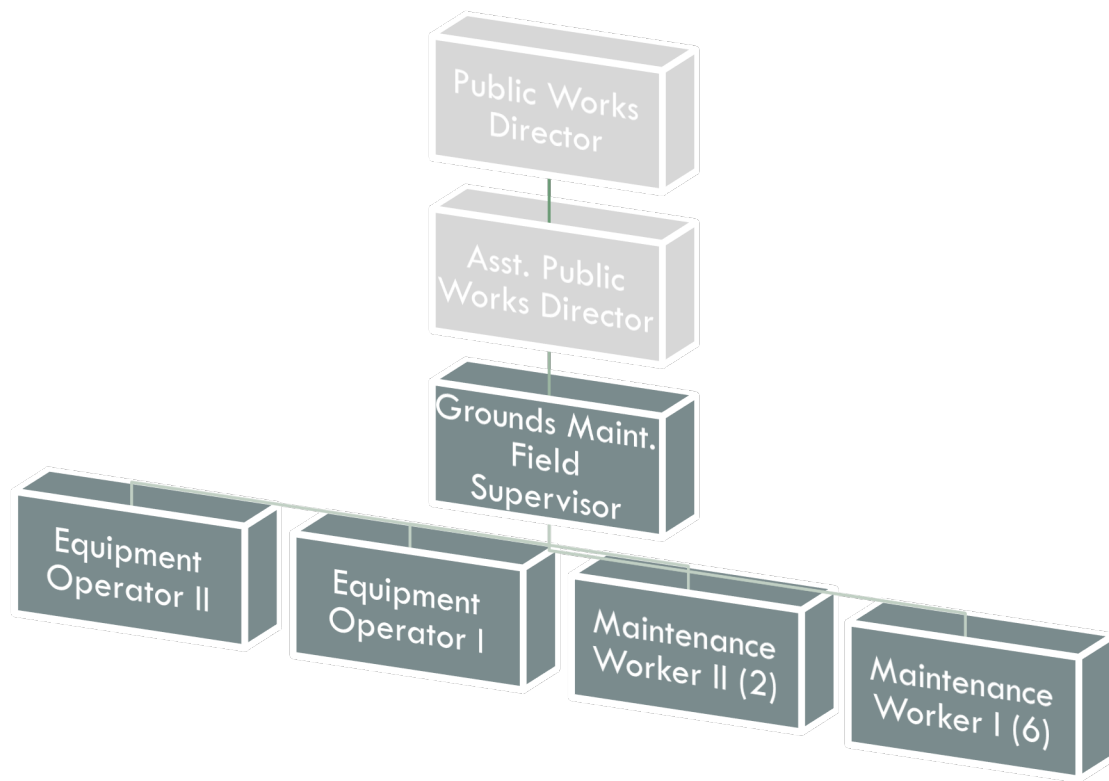 Public Works
Director
Asst. Public
Works Director
Grounds Maint.
Field
Supervisor
Equipment
Operator II
Equipment
Operator I
Maintenance
Worker II (2)
Maintenance
Worker I (6)